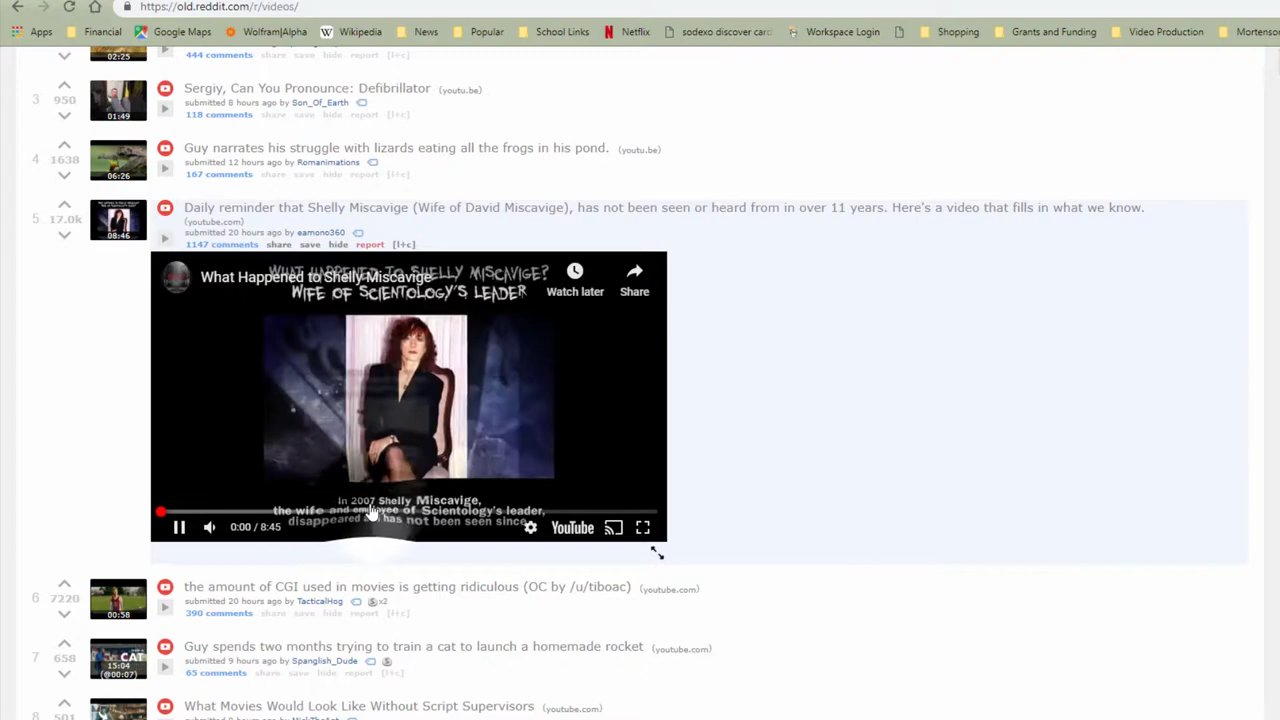 https://old.reddit.com/r/videos/
Apps Financial Google Maps Wolfram|Alpha Wikipedia News Popular School Links Netflix sodexo discover card Workspace Login Shopping Grants and Funding Video Production Mortenson
02:25
444 comments share save hide report [l+c]
3 950 01:49
Sergiy, Can You Pronounce: Defibrillator (youtu.be)
submitted 8 hours ago by Son_Of_Earth
118 comments share save hide report [l+c]
4 1638 06:26
Guy narrates his struggle with lizards eating all the frogs in his pond. (youtu.be)
submitted 12 hours ago by Romanimations
167 comments share save hide report [l+c]
5 17.0k 08:46
Daily reminder that Shelly Miscavige (Wife of David Miscavige), has not been seen or heard from in over 11 years. Here's a video that fills in what we know.
(youtube.com)
submitted 20 hours ago by eamono360
1147 comments share save hide report [l+c]
What Happened to Shelly Miscavige
WHAT HAPPENED TO SHELLY MISCAVIGE?
WIFE OF SCIENTOLOGY'S LEADER
Watch later Share
In 2007 Shelly Miscavige,
the wife and employee of Scientology's leader,
disappeared and has not been seen since.
0:00 / 8:45 YouTube
6 7220 00:58
the amount of CGI used in movies is getting ridiculous (OC by /u/tiboac) (youtube.com)
submitted 20 hours ago by TacticalHog x2
390 comments share save hide report [l+c]
7 658 CAT 15:04 (@00:07)
Guy spends two months trying to train a cat to launch a homemade rocket (youtube.com)
submitted 9 hours ago by Spanglish_Dude
65 comments share save hide report [l+c]
8 501
What Movies Would Look Like Without Script Supervisors (youtube.com)